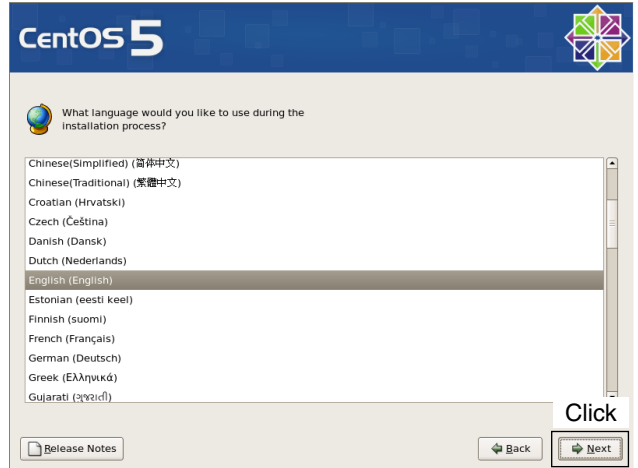 CentOS 5
What language would you like to use during the
installation process?
Chinese(Simplified) (简体中文)
Chinese(Traditional) (繁體中文)
Croatian (Hrvatski)
Czech (Čeština)
Danish (Dansk)
Dutch (Nederlands)
English (English)
Estonian (eesti keel)
Finnish (suomi)
French (Français)
German (Deutsch)
Greek (Ελληνικά)
Gujarati (ગુજરાતી)
Click
Release Notes
Back
Next